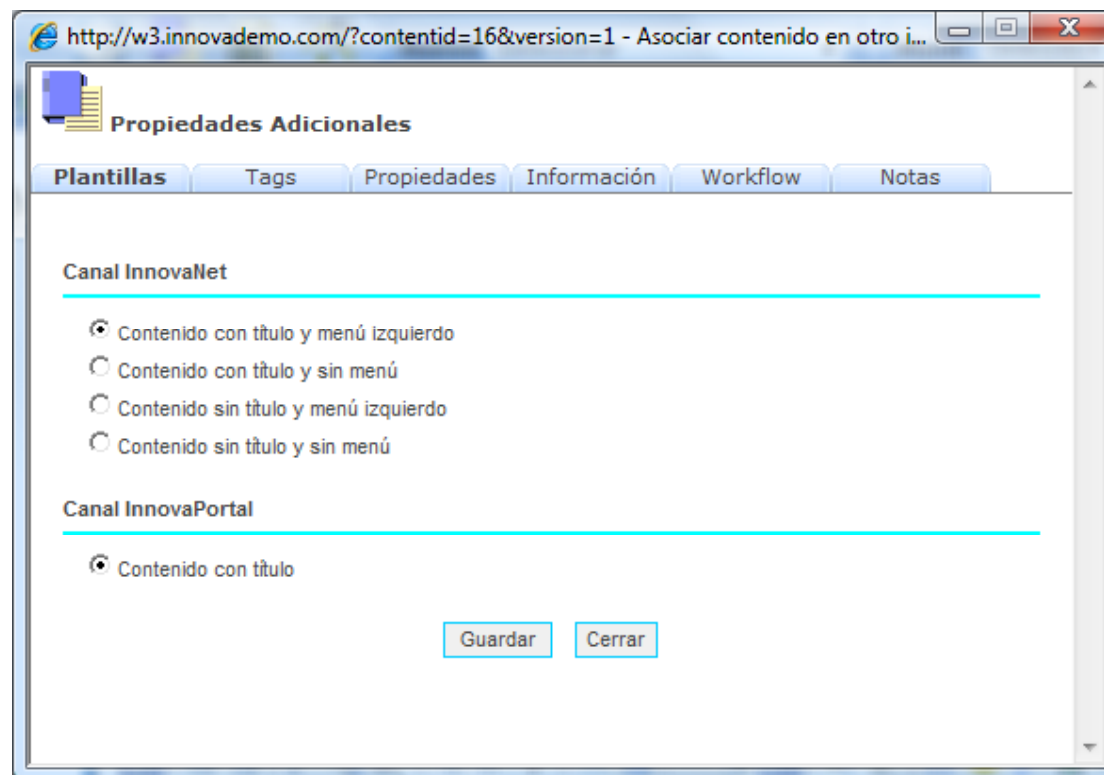 http://w3.innovademo.com/?contentid=16&version=1 - Asociar contenido en otro i...
Propiedades Adicionales
Plantillas Tags Propiedades Información Workflow Notas
Canal InnovaNet
Contenido con título y menú izquierdo
Contenido con título y sin menú
Contenido sin título y menú izquierdo
Contenido sin título y sin menú
Canal InnovaPortal
Contenido con título
Guardar Cerrar